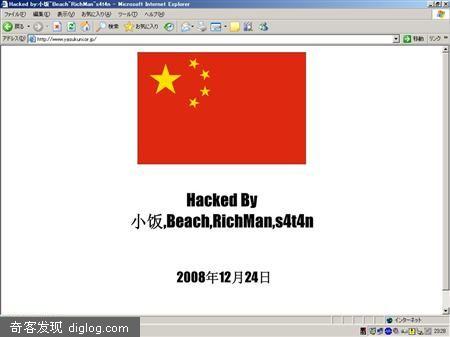 Hacked by:小饭~Beach~RichMan~s4t4n - Microsoft Internet Explorer
ファイル(F) 編集(E) 表示(V) お気に入り(A) ツール(T) ヘルプ(H)
戻る 検索 お気に入り
アドレス(D) http://www.yasukuni.or.jp/ 移動 リンク
Hacked By
小饭,Beach,RichMan,s4t4n
2008年12月24日
インターネット
奇客发现 diglog.com
23:28